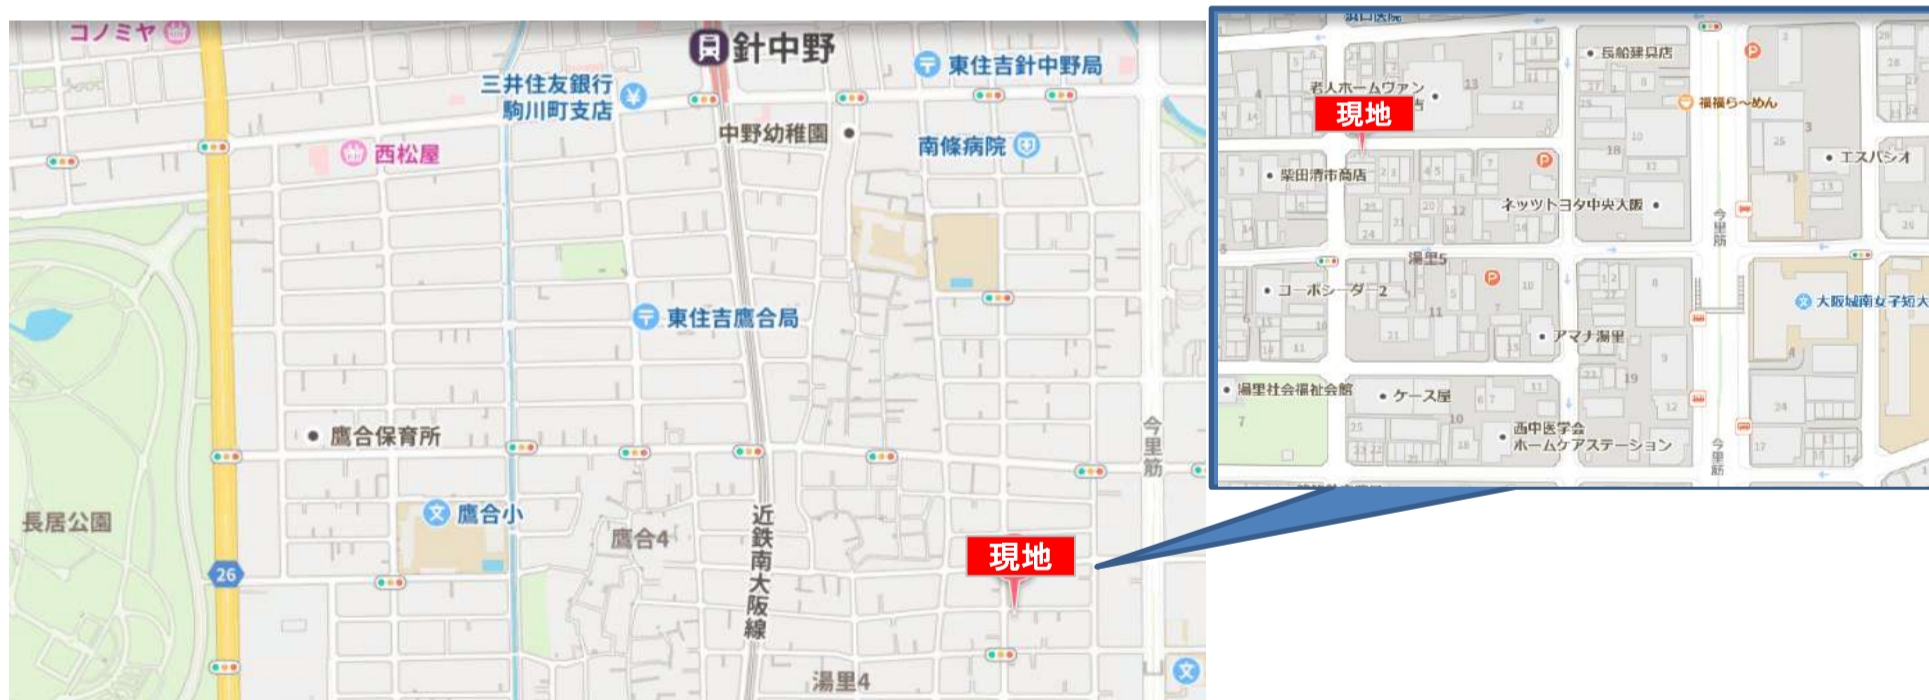 コノミヤ
針中野
東住吉針中野局
三井住友銀行
駒川町支店
中野幼稚園
南條病院
西松屋
東住吉鷹合局
鷹合保育所
今里筋
長居公園
鷹合小
鷹合4
近鉄南大阪線
現地
26
湯里4
浜口医院
長船建具店
老人ホームヴァン
現地
福福ら～めん
エスパシオ
柴田清市商店
ネッツトヨタ中央大阪
今里筋
湯里5
コーポシーダー2
大阪城南女子短大
アマナ湯里
湯里社会福祉会館
ケース屋
西中医学会
ホームケアステーション
今里筋